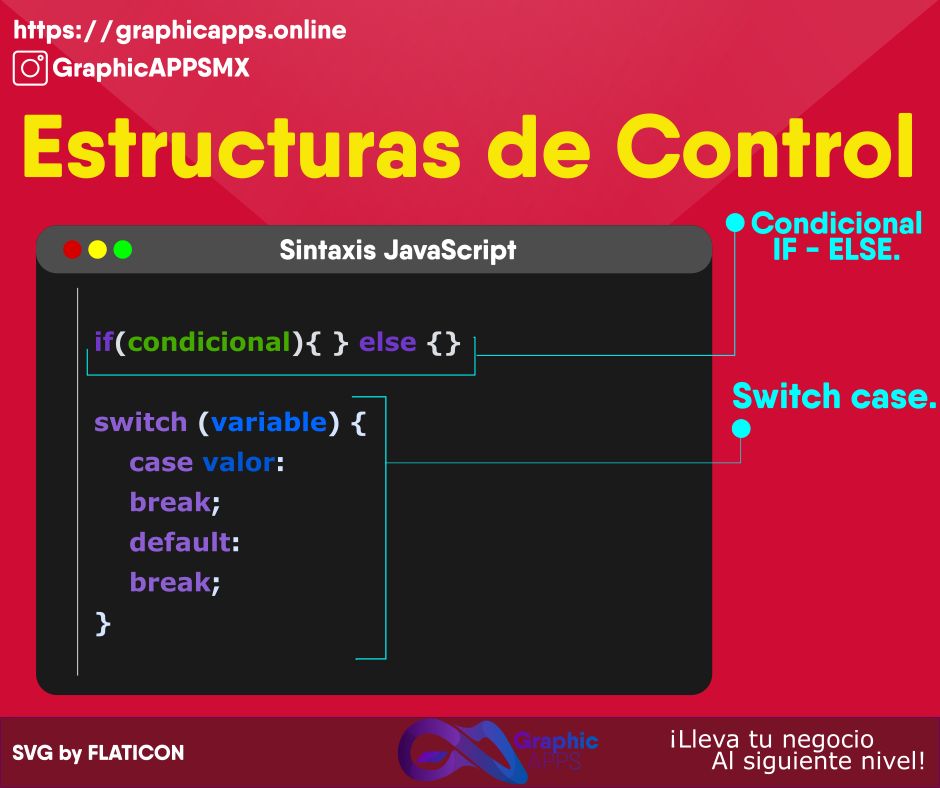 https://graphicapps.online
GraphicAPPSMX
Estructuras de Control
Sintaxis JavaScript
Condicional
IF - ELSE.
if(condicional){ } else {}
Switch case.
switch (variable) {
case valor:
break;
default:
break;
}
SVG by FLATICON
Graphic
APPS
¡Lleva tu negocio
Al siguiente nivel!